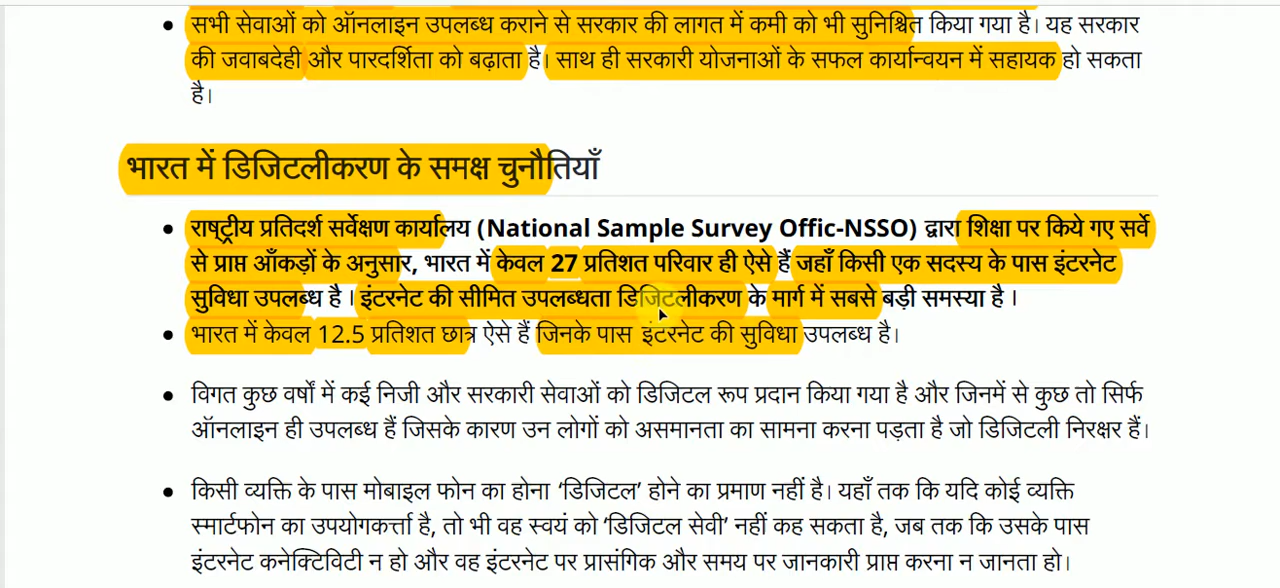 सभी सेवाओं को ऑनलाइन उपलब्ध कराने से सरकार की लागत में कमी को भी सुनिश्चित किया गया है। यह सरकार
की जवाबदेही और पारदर्शिता को बढ़ाता है। साथ ही सरकारी योजनाओं के सफल कार्यान्वयन में सहायक हो सकता
है।
भारत में डिजिटलीकरण के समक्ष चुनौतियाँ
राष्ट्रीय प्रतिदर्श सर्वेक्षण कार्यालय (National Sample Survey Offic-NSSO) द्वारा शिक्षा पर किये गए सर्वे
से प्राप्त आँकड़ों के अनुसार, भारत में केवल 27 प्रतिशत परिवार ही ऐसे हैं जहाँ किसी एक सदस्य के पास इंटरनेट
सुविधा उपलब्ध है । इंटरनेट की सीमित उपलब्धता डिजिटलीकरण के मार्ग में सबसे बड़ी समस्या है ।
भारत में केवल 12.5 प्रतिशत छात्र ऐसे हैं जिनके पास इंटरनेट की सुविधा उपलब्ध है।
विगत कुछ वर्षों में कई निजी और सरकारी सेवाओं को डिजिटल रूप प्रदान किया गया है और जिनमें से कुछ तो सिर्फ
ऑनलाइन ही उपलब्ध हैं जिसके कारण उन लोगों को असमानता का सामना करना पड़ता है जो डिजिटली निरक्षर हैं।
किसी व्यक्ति के पास मोबाइल फोन का होना ‘डिजिटल’ होने का प्रमाण नहीं है। यहाँ तक कि यदि कोई व्यक्ति
स्मार्टफोन का उपयोगकर्त्ता है, तो भी वह स्वयं को ‘डिजिटल सेवी’ नहीं कह सकता है, जब तक कि उसके पास
इंटरनेट कनेक्टिविटी न हो और वह इंटरनेट पर प्रासंगिक और समय पर जानकारी प्राप्त करना न जानता हो।